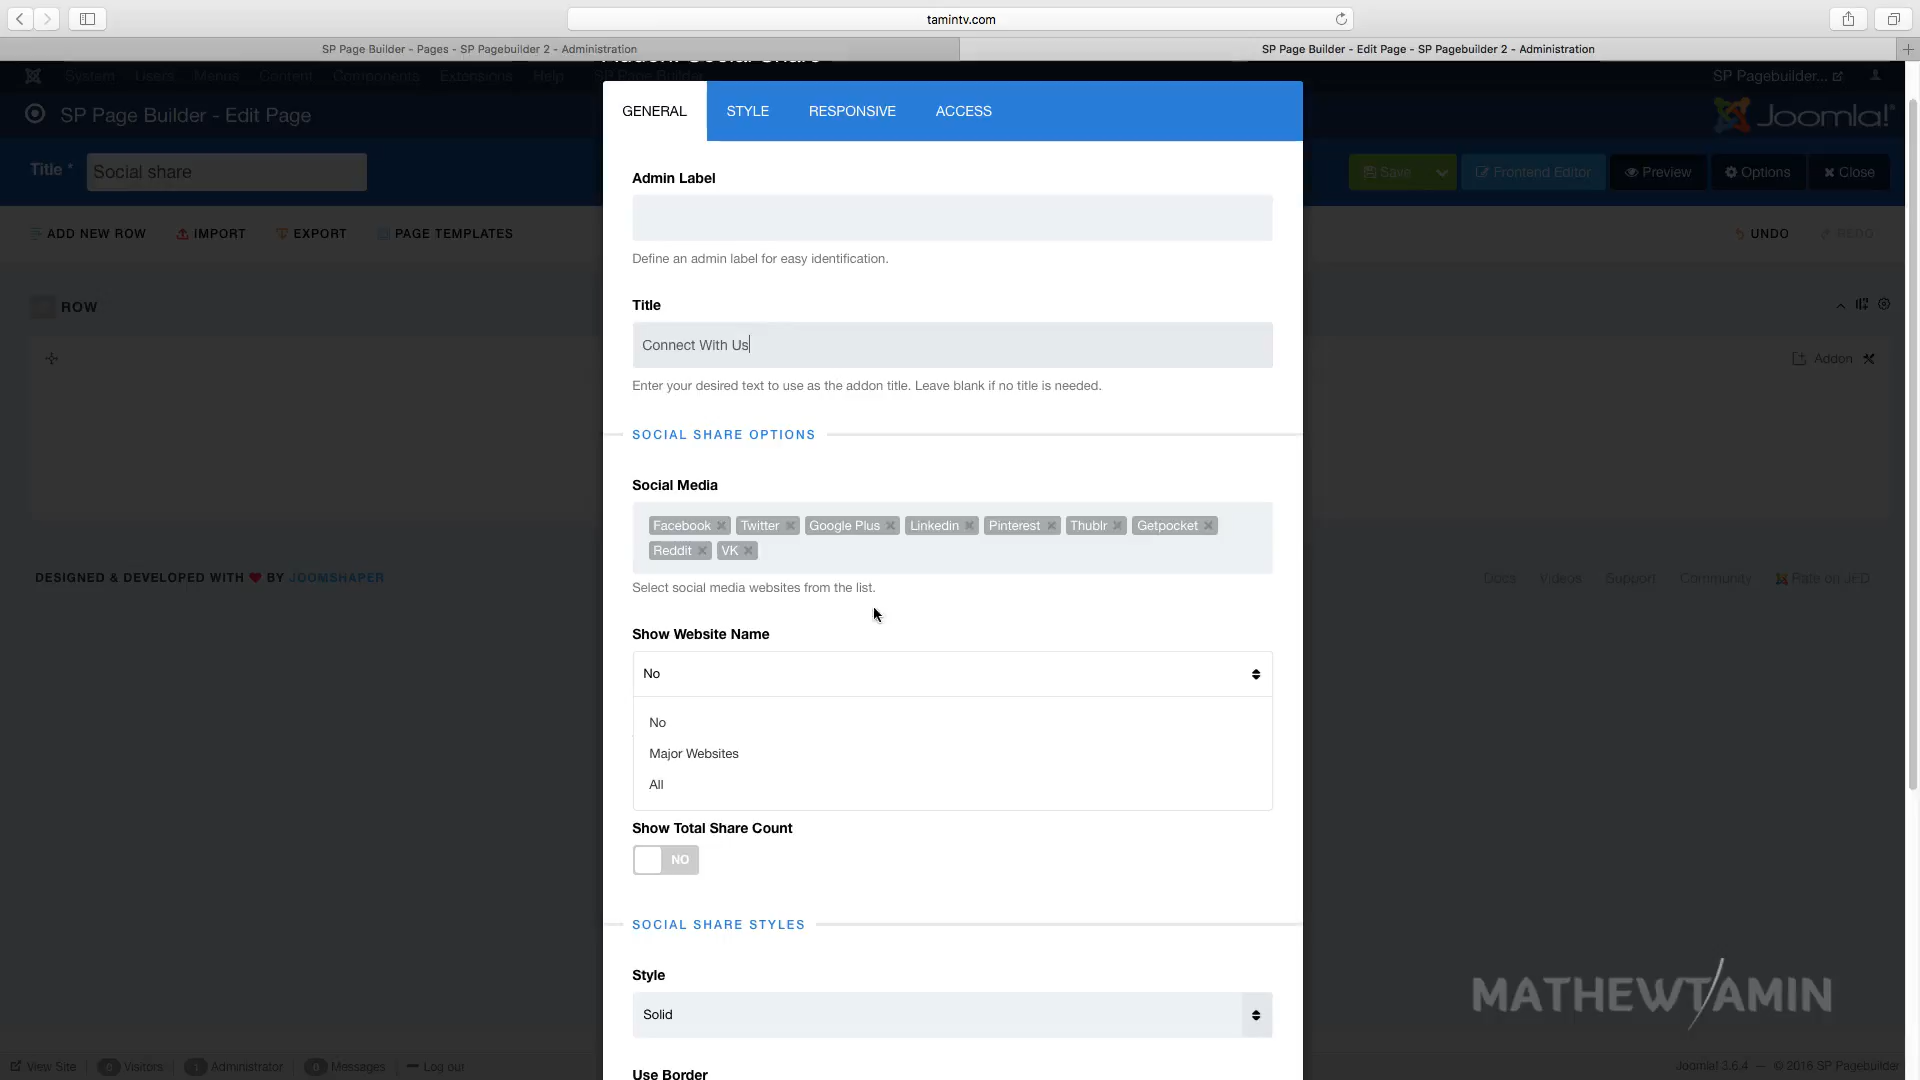 tamintv.com
SP Page Builder - Pages - SP Pagebuilder 2 - Administration
SP Page Builder - Edit Page - SP Pagebuilder 2 - Administration
System Users Menus Content Components Extensions Help SP Page Builder
SP Pagebuilder...
Addon: Social Share
SP Page Builder - Edit Page
Joomla!
GENERAL STYLE RESPONSIVE ACCESS
Title * Social share
Save Frontend Editor Preview Options Close
ADD NEW ROW IMPORT EXPORT PAGE TEMPLATES
UNDO REDO
Admin Label
Define an admin label for easy identification.
ROW
Title
Connect With Us
Addon
Enter your desired text to use as the addon title. Leave blank if no title is needed.
SOCIAL SHARE OPTIONS
Social Media
Facebook Twitter Google Plus Linkedin Pinterest Thublr Getpocket
Reddit VK
Select social media websites from the list.
DESIGNED & DEVELOPED WITH BY JOOMSHAPER
Docs Videos Support Community Rate on JED
Show Website Name
No
No
Major Websites
All
Show Total Share Count
NO
SOCIAL SHARE STYLES
Style
Solid
Use Border
MATHEWTAMIN
View Site 0 Visitors 1 Administrator 0 Messages Log out
Joomla! 3.6.4 — © 2016 SP Pagebuilder